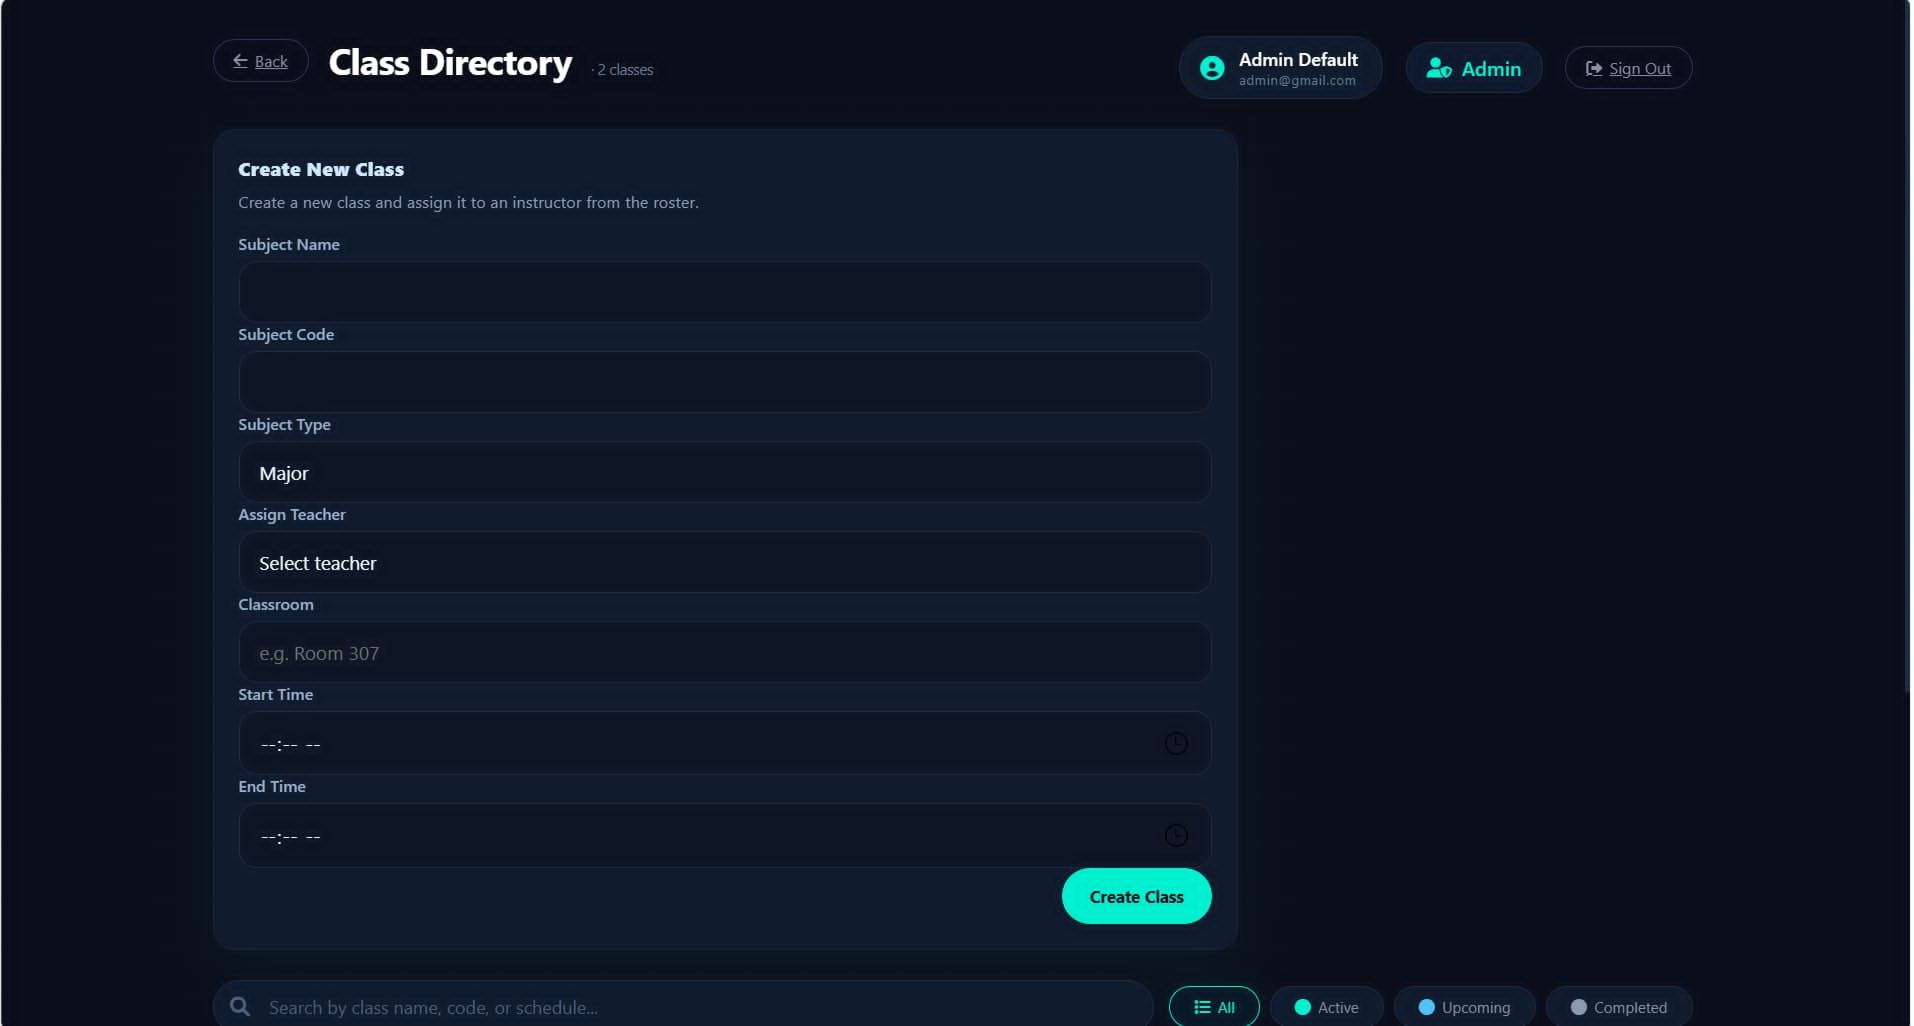 Back
Class Directory
· 2 classes
Admin Default
admin@gmail.com
Admin
Sign Out
Create New Class
Create a new class and assign it to an instructor from the roster.
Subject Name
Subject Code
Subject Type
Major
Assign Teacher
Select teacher
Classroom
e.g. Room 307
Start Time
--:-- --
End Time
--:-- --
Create Class
Search by class name, code, or schedule...
All
Active
Upcoming
Completed